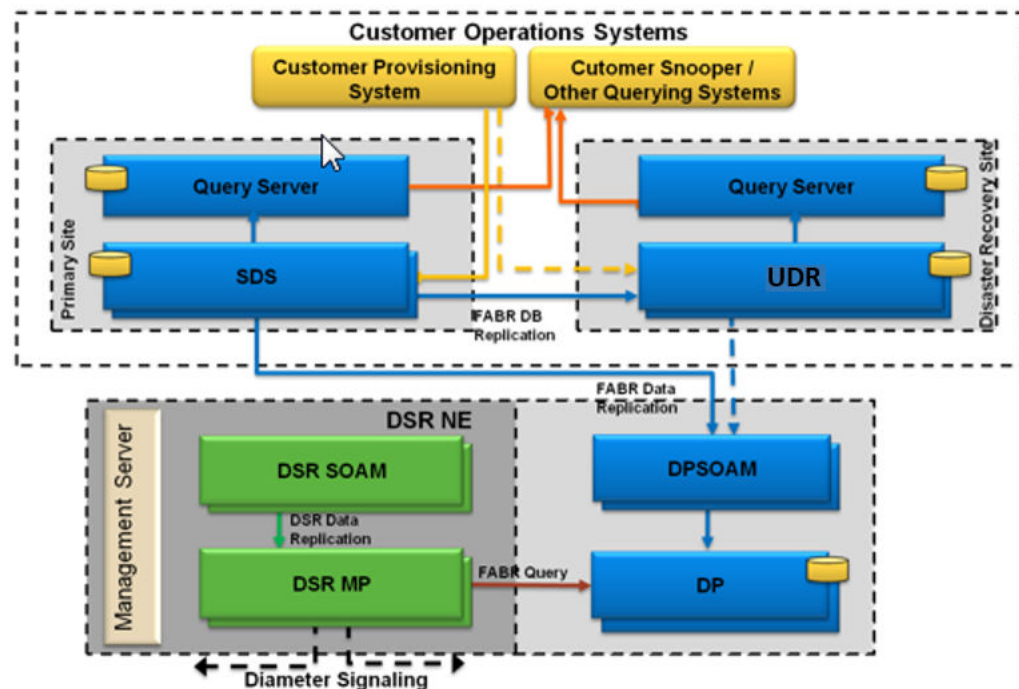 Customer Operations Systems
Customer Provisioning
System
Cutomer Snooper /
Other Querying Systems
Primary Site
Query Server
SDS
Query Server
UDR
Disaster Recovery Site
FABR DB
Replication
FABR Data
Replication
Management Server
DSR NE
DSR SOAM
DSR Data
Replication
DSR MP
FABR Query
DPSOAM
DP
Diameter Signaling